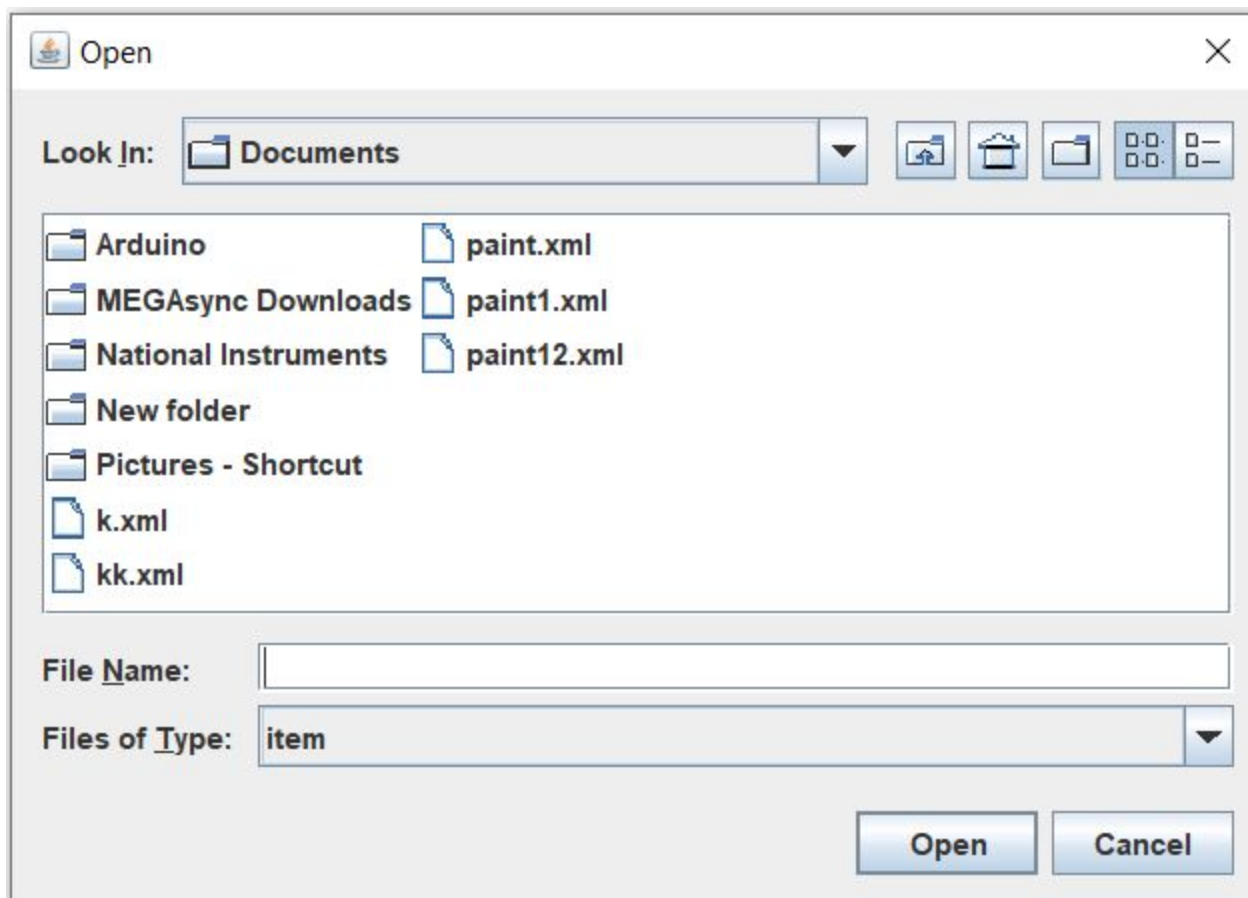 Open
Look In: Documents
Arduino paint.xml
MEGAsync Downloads paint1.xml
National Instruments paint12.xml
New folder
Pictures - Shortcut
k.xml
kk.xml
File Name:
Files of Type: item
Open Cancel